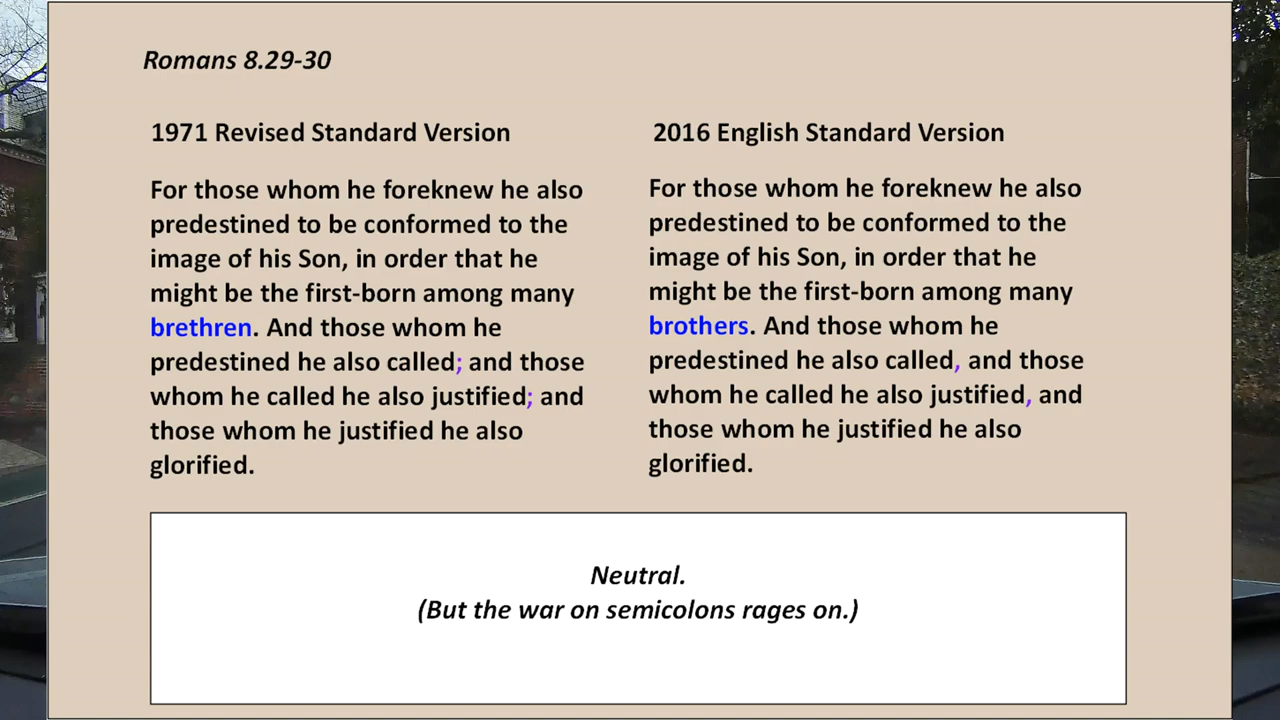 Romans 8.29-30
1971 Revised Standard Version
For those whom he foreknew he also
predestined to be conformed to the
image of his Son, in order that he
might be the first-born among many
brethren. And those whom he
predestined he also called; and those
whom he called he also justified; and
those whom he justified he also
glorified.
2016 English Standard Version
For those whom he foreknew he also
predestined to be conformed to the
image of his Son, in order that he
might be the first-born among many
brothers. And those whom he
predestined he also called, and those
whom he called he also justified, and
those whom he justified he also
glorified.
Neutral.
(But the war on semicolons rages on.)